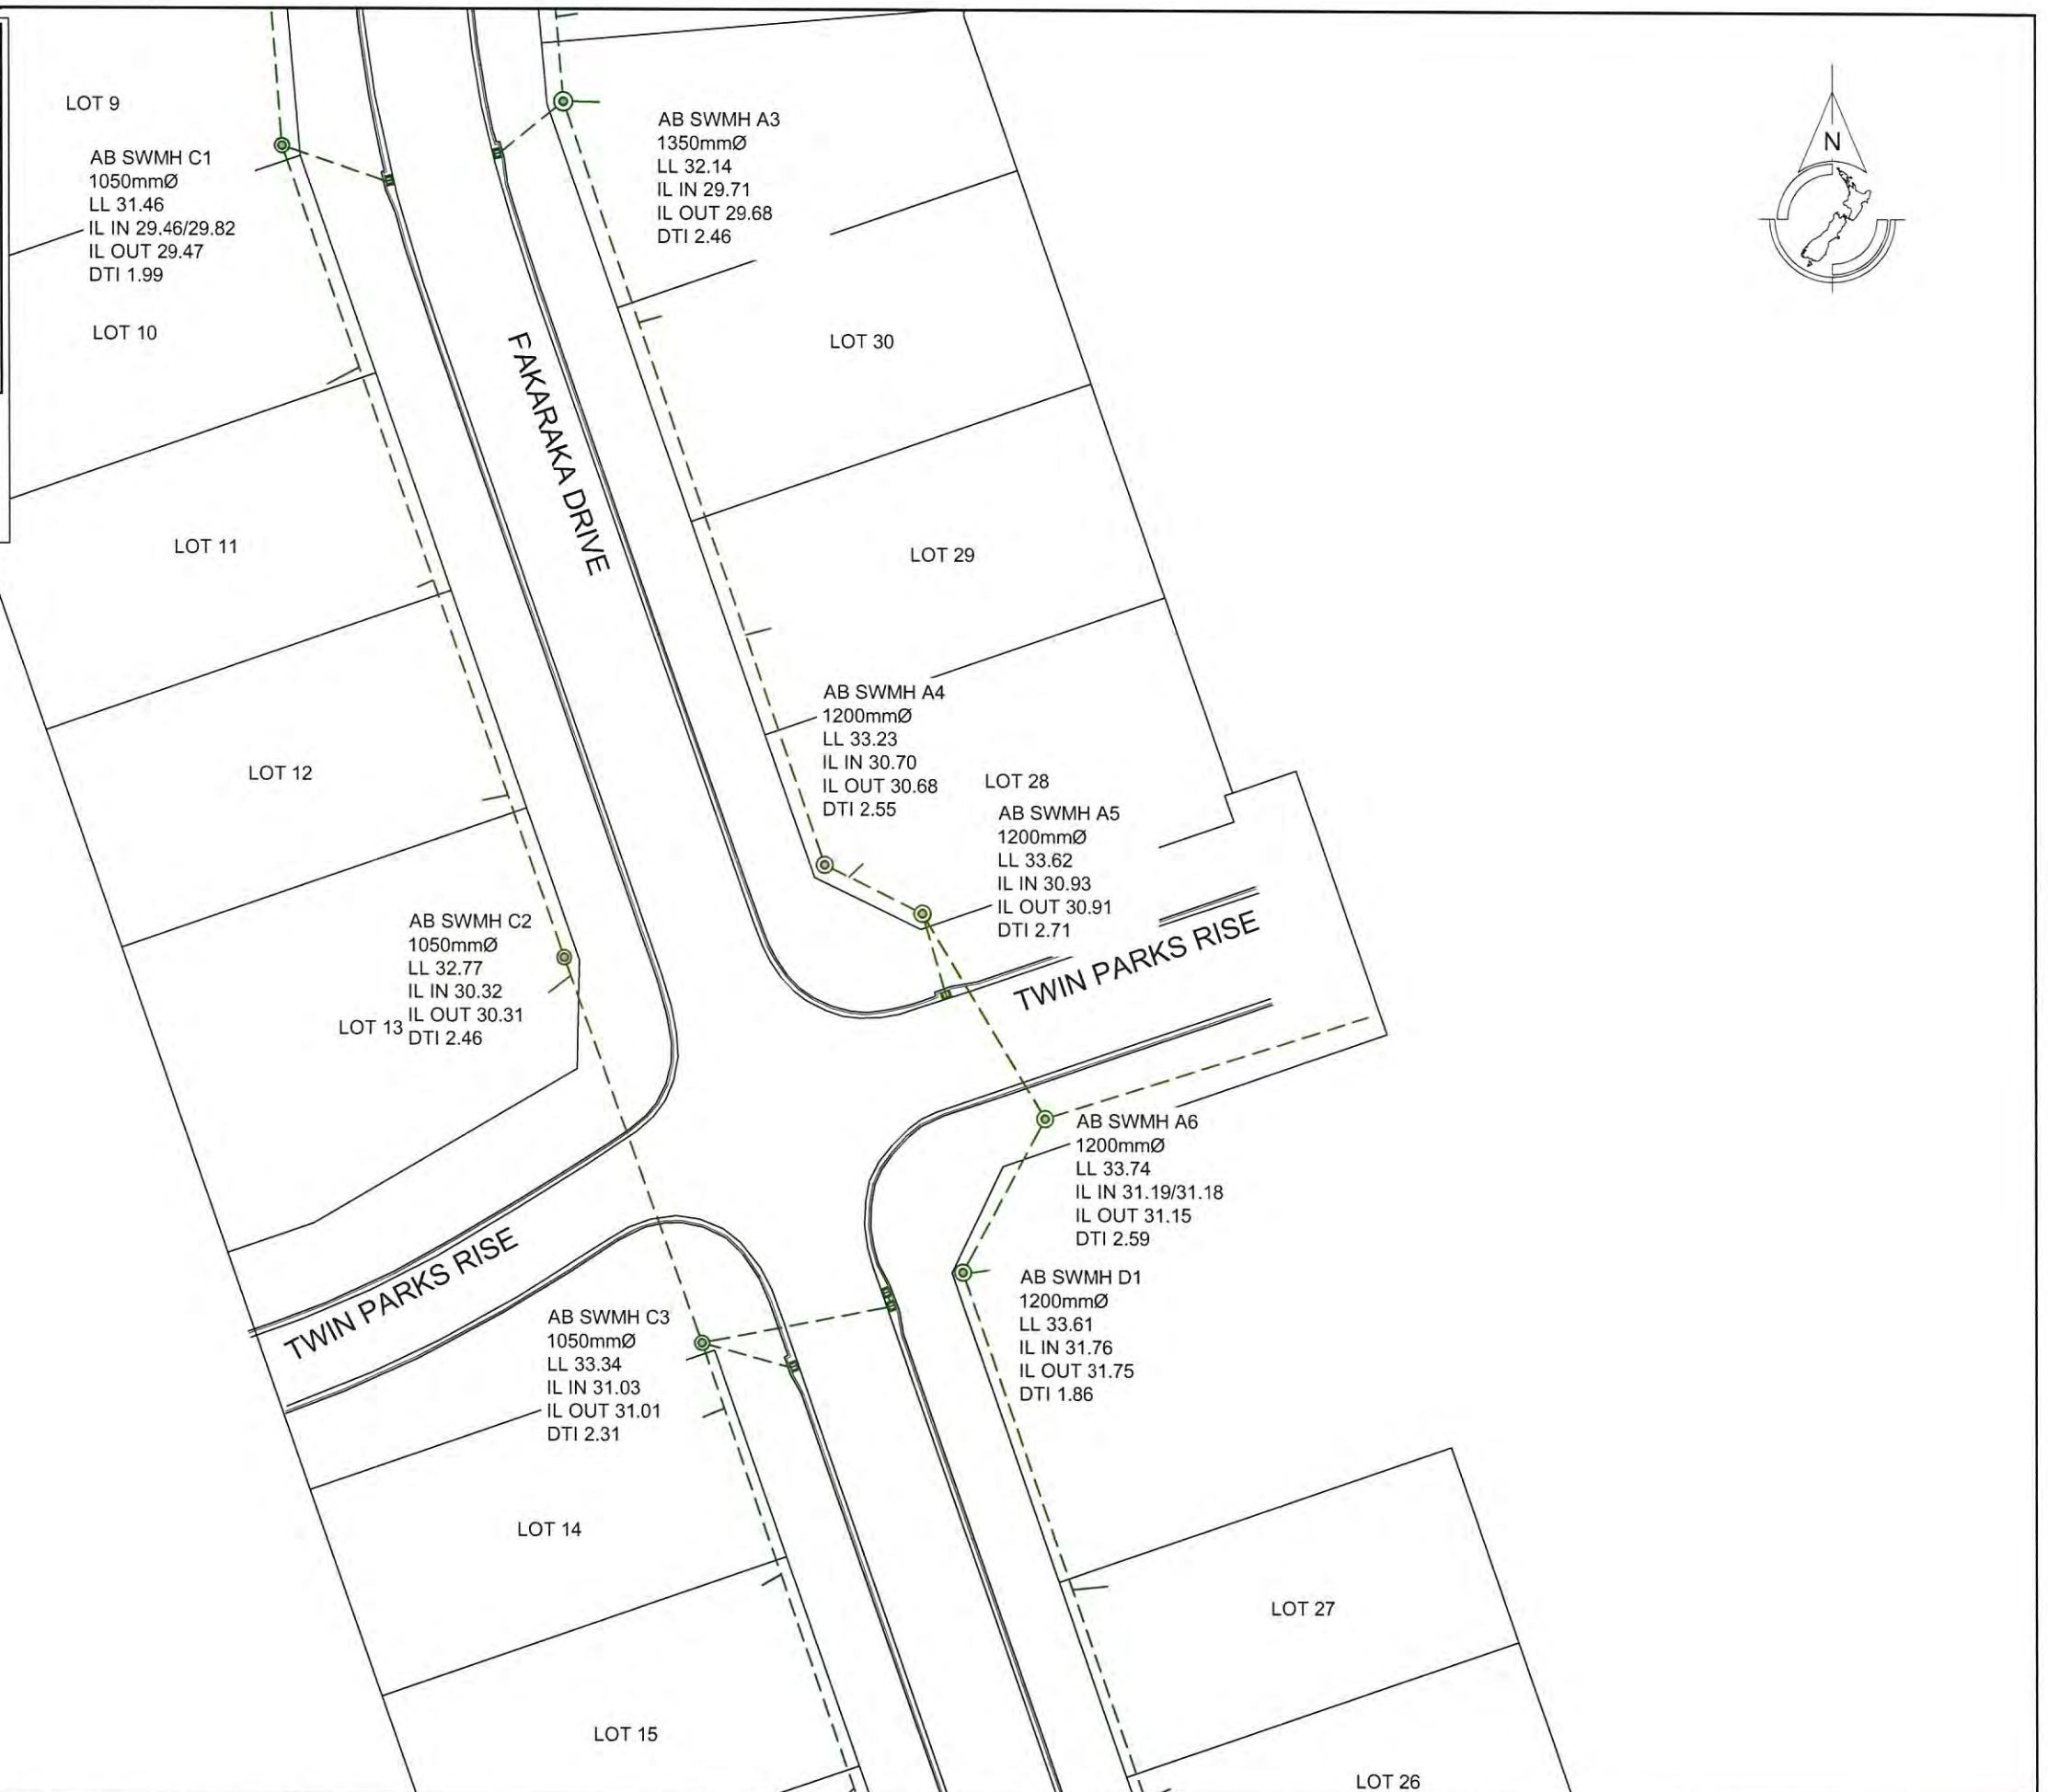 LOT 9
AB SWMH C1
1050mmØ
LL 31.46
IL IN 29.46/29.82
IL OUT 29.47
DTI 1.99
LOT 10
AB SWMH A3
1350mmØ
LL 32.14
IL IN 29.71
IL OUT 29.68
DTI 2.46
N
LOT 30
PAKARAKA DRIVE
LOT 11
LOT 29
LOT 12
AB SWMH A4
1200mmØ
LL 33.23
IL IN 30.70
IL OUT 30.68
DTI 2.55
LOT 28
AB SWMH A5
1200mmØ
LL 33.62
IL IN 30.93
IL OUT 30.91
DTI 2.71
TWIN PARKS RISE
AB SWMH C2
1050mmØ
LL 32.77
IL IN 30.32
IL OUT 30.31
DTI 2.46
LOT 13
AB SWMH A6
1200mmØ
LL 33.74
IL IN 31.19/31.18
IL OUT 31.15
DTI 2.59
TWIN PARKS RISE
AB SWMH D1
1200mmØ
LL 33.61
IL IN 31.76
IL OUT 31.75
DTI 1.86
AB SWMH C3
1050mmØ
LL 33.34
IL IN 31.03
IL OUT 31.01
DTI 2.31
LOT 14
LOT 27
LOT 15
LOT 26